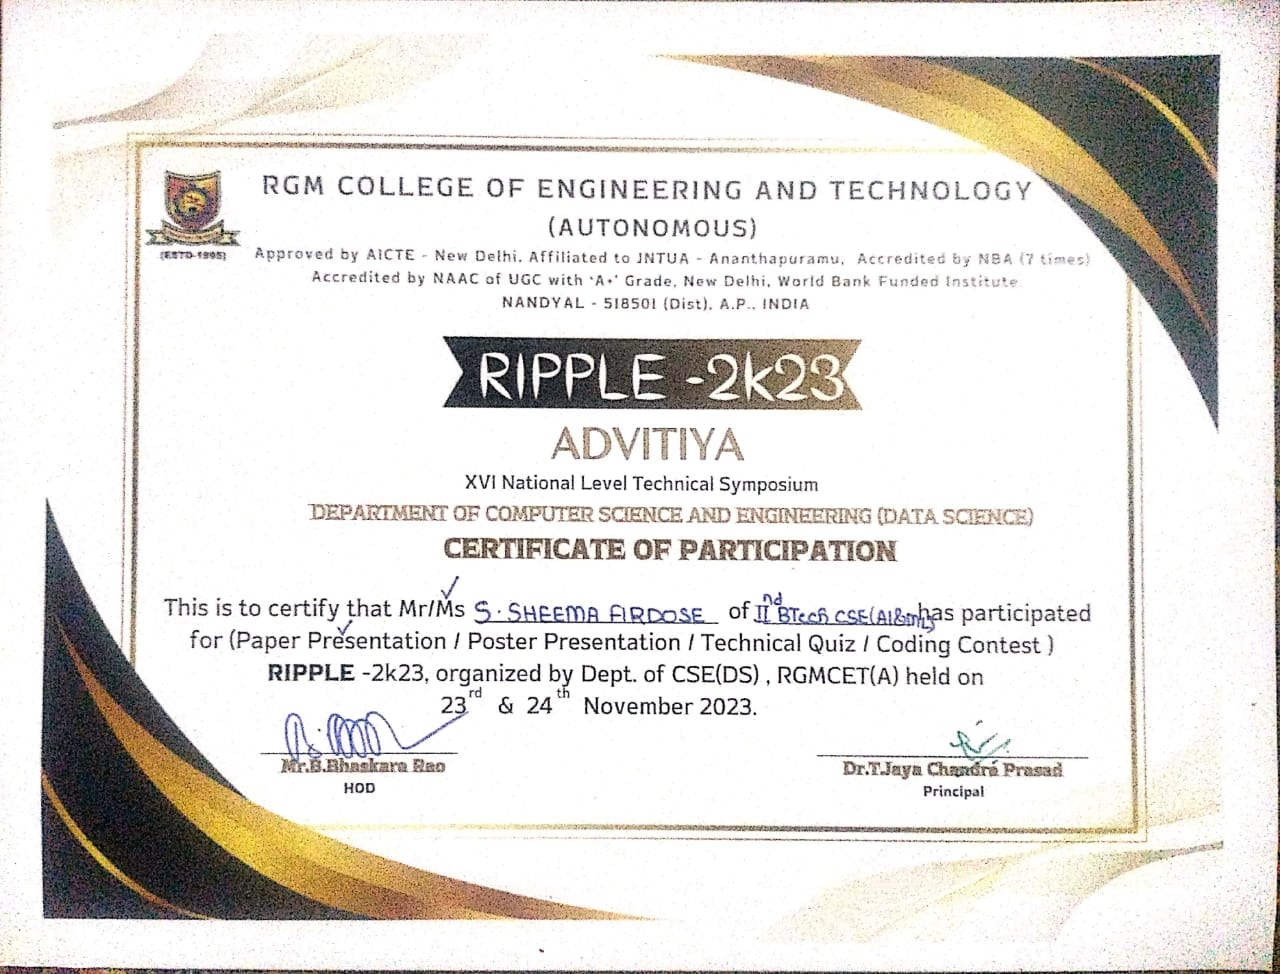 RGM COLLEGE OF ENGINEERING AND TECHNOLOGY
(AUTONOMOUS)
(ESTD-1995)
Approved by AICTE - New Delhi, Affiliated to JNTUA - Ananthapuramu, Accredited by NBA (7 times)
Accredited by NAAC of UGC with 'A+' Grade, New Delhi, World Bank Funded Institute
NANDYAL - 518501 (Dist), A.P., INDIA
RIPPLE -2k23
ADVITIYA
XVI National Level Technical Symposium
DEPARTMENT OF COMPUTER SCIENCE AND ENGINEERING (DATA SCIENCE)
CERTIFICATE OF PARTICIPATION
This is to certify that Mr/Ms S. SHEEMA FIRDOSE of II nd BTech CSE(AI&ML) has participated
for (Paper Presentation / Poster Presentation / Technical Quiz / Coding Contest )
RIPPLE -2k23, organized by Dept. of CSE(DS) , RGMCET(A) held on
23rd & 24th November 2023.
Mr.B.Bhaskara Rao
HOD
Dr.T.Jaya Chandra Prasad
Principal